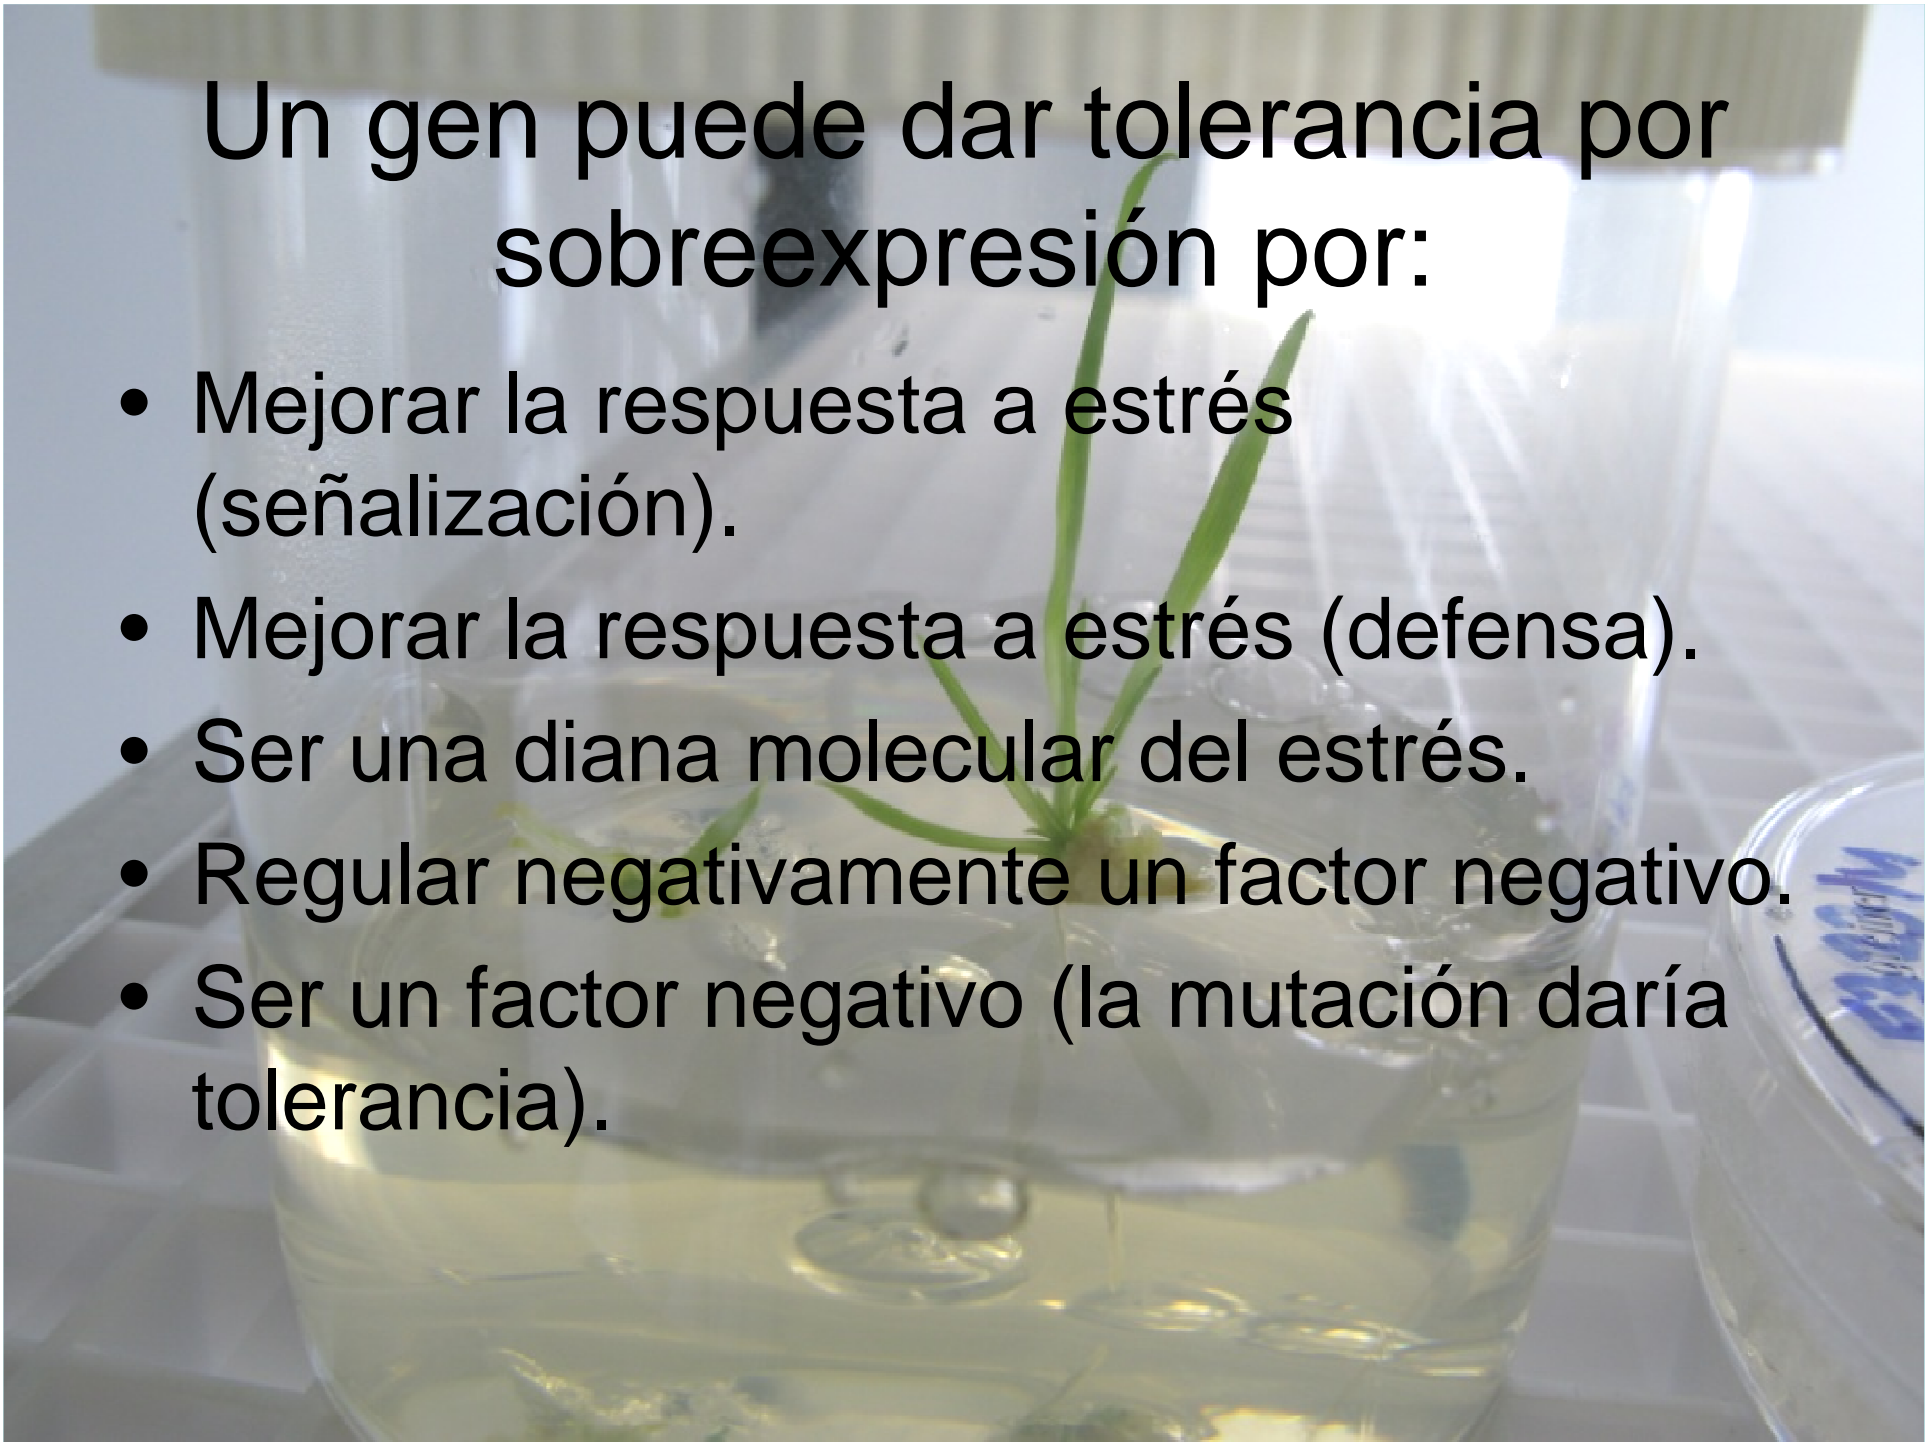 Un gen puede dar tolerancia por
sobreexpresión por:
• Mejorar la respuesta a estrés
(señalización).
• Mejorar la respuesta a estrés (defensa).
• Ser una diana molecular del estrés.
• Regular negativamente un factor negativo.
• Ser un factor negativo (la mutación daría
tolerancia).